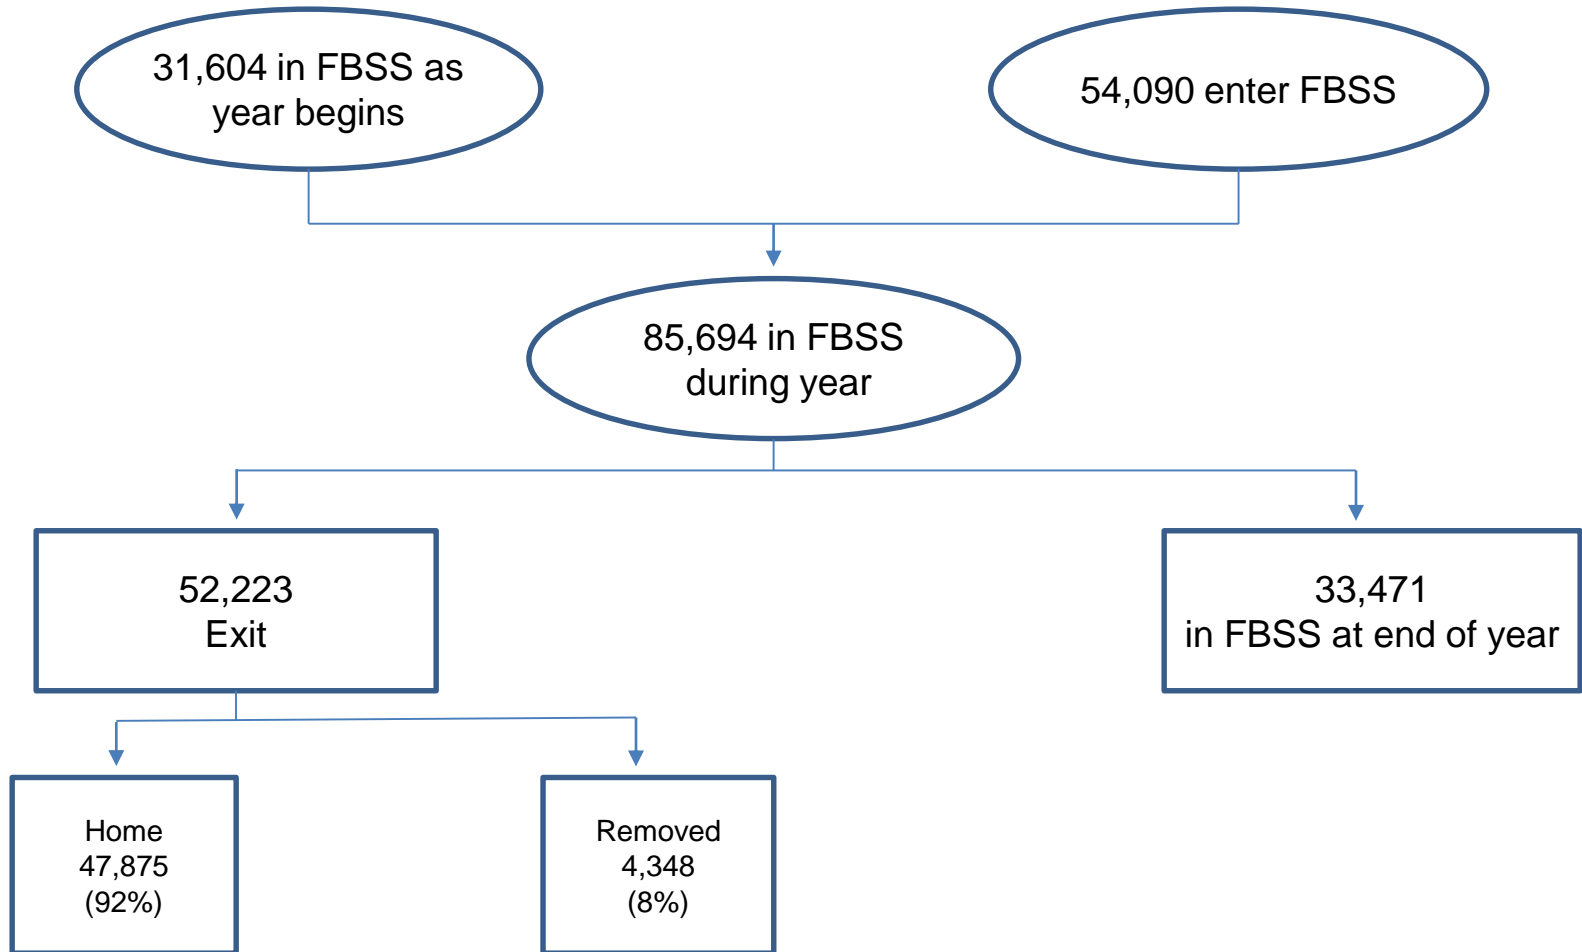 31,604 in FBSS as
year begins
54,090 enter FBSS
85,694 in FBSS
during year
52,223
Exit
33,471
in FBSS at end of year
Home
47,875
(92%)
Removed
4,348
(8%)